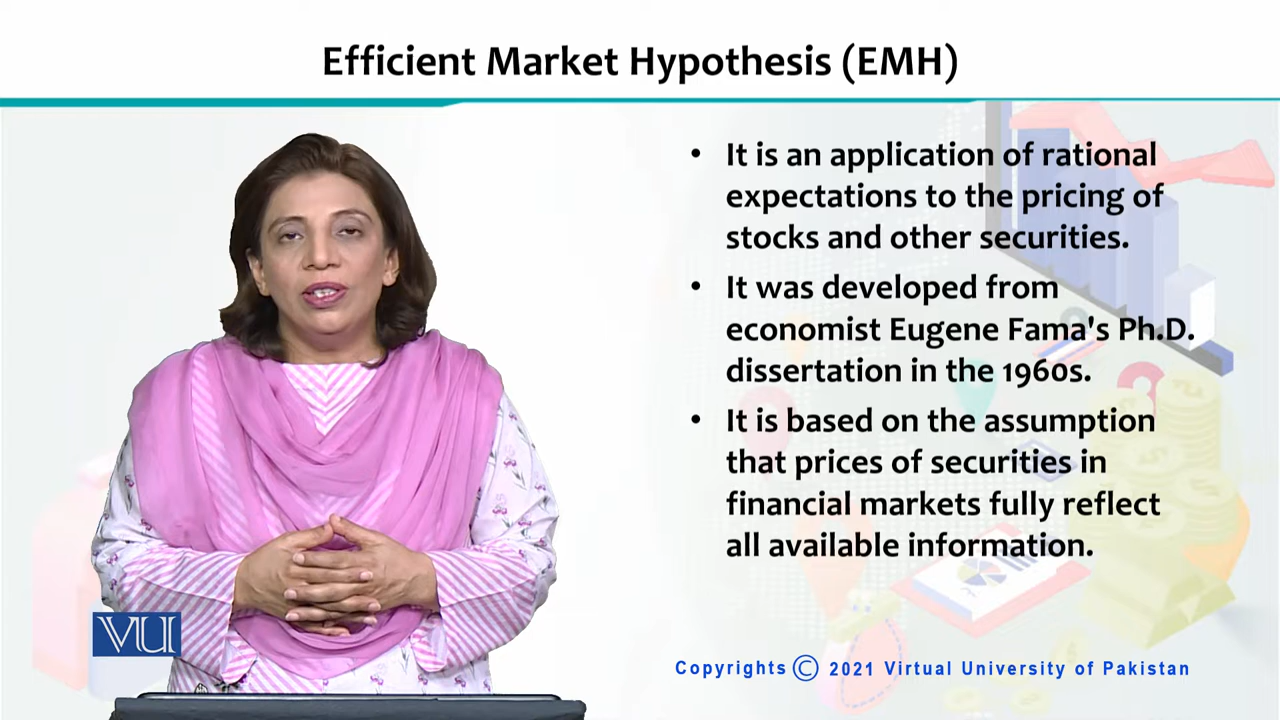 Efficient Market Hypothesis (EMH)
• It is an application of rational
expectations to the pricing of
stocks and other securities.
• It was developed from
economist Eugene Fama's Ph.D.
dissertation in the 1960s.
• It is based on the assumption
that prices of securities in
financial markets fully reflect
all available information.
VU
Copyrights © 2021 Virtual University of Pakistan